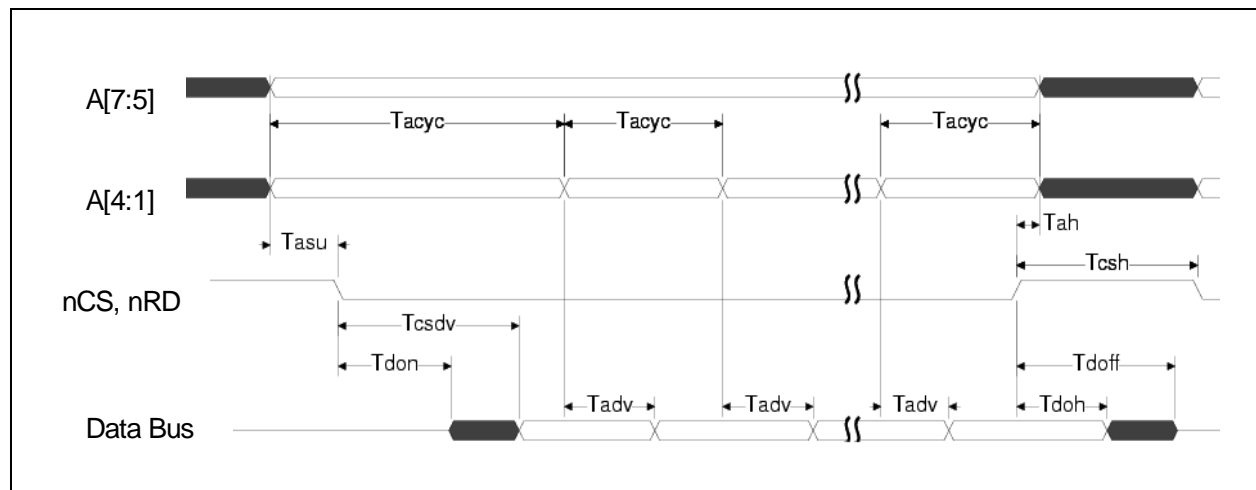 A[7:5]
Tacyc Tacyc Tacyc
A[4:1]
Tasu
Tah
Tcsh
nCS, nRD
Tcsdv
Tdon
Tdoff
Tadv Tadv Tadv Tdoh
Data Bus